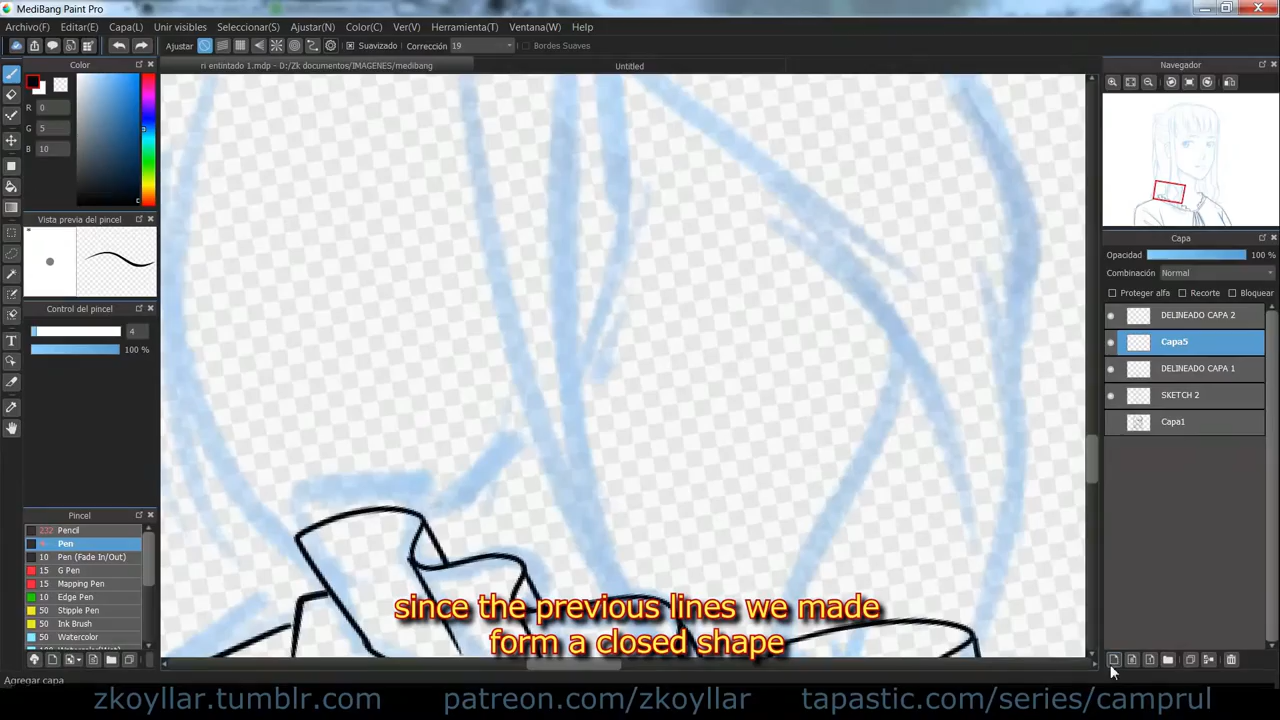 MediBang Paint Pro
Archivo(F) Editar(E) Capa(L) Unir visibles Seleccionar(S) Ajustar(N) Color(C) Ver(V) Herramienta(T) Ventana(W) Help
Ajustar Suavizado Corrección 19 Bordes Suaves
Color
ri entintado 1.mdp - D:/Zk documentos/IMAGENES/medibang
Untitled
Navegador
R 0
G 5
B 10
Vista previa del pincel
Capa
Opacidad 100 %
Combinación Normal
Proteger alfa Recorte Bloquear
Control del pincel
4
100 %
DELINEADO CAPA 2
Capa5
DELINEADO CAPA 1
SKETCH 2
Capa1
Pincel
232 Pencil
Pen
10 Pen (Fade In/Out)
15 G Pen
15 Mapping Pen
10 Edge Pen
50 Stipple Pen
50 Ink Brush
50 Watercolor
since the previous lines we made
form a closed shape
Agregar capa
zkoyllar.tumblr.com patreon.com/zkoyllar tapastic.com/series/camprul